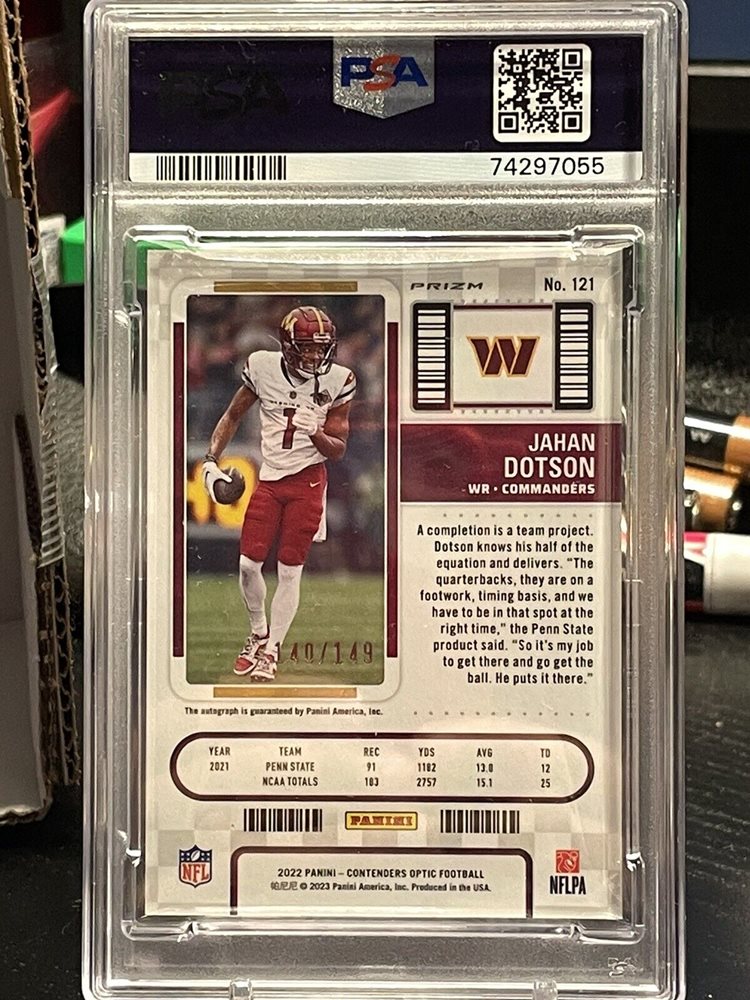 PSA
74297055
PRIZM
No. 121
W
JAHAN
DOTSON
WR • COMMANDERS
1
A completion is a team project.
Dotson knows his half of the
equation and delivers. "The
quarterbacks, they are on a
footwork, timing basis, and we
have to be in that spot at the
right time," the Penn State
product said. "So it's my job
to get there and go get the
ball. He puts it there."
140/149
The autograph is guaranteed by Panini America, Inc.
YEAR TEAM REC YDS AVG TD
2021 PENN STATE 91 1182 13.0 12
NCAA TOTALS 183 2757 15.1 25
PANINI
NFL
2022 PANINI – CONTENDERS OPTIC FOOTBALL
帕尼尼 © 2023 Panini America, Inc. Produced in the USA.
NFLPA